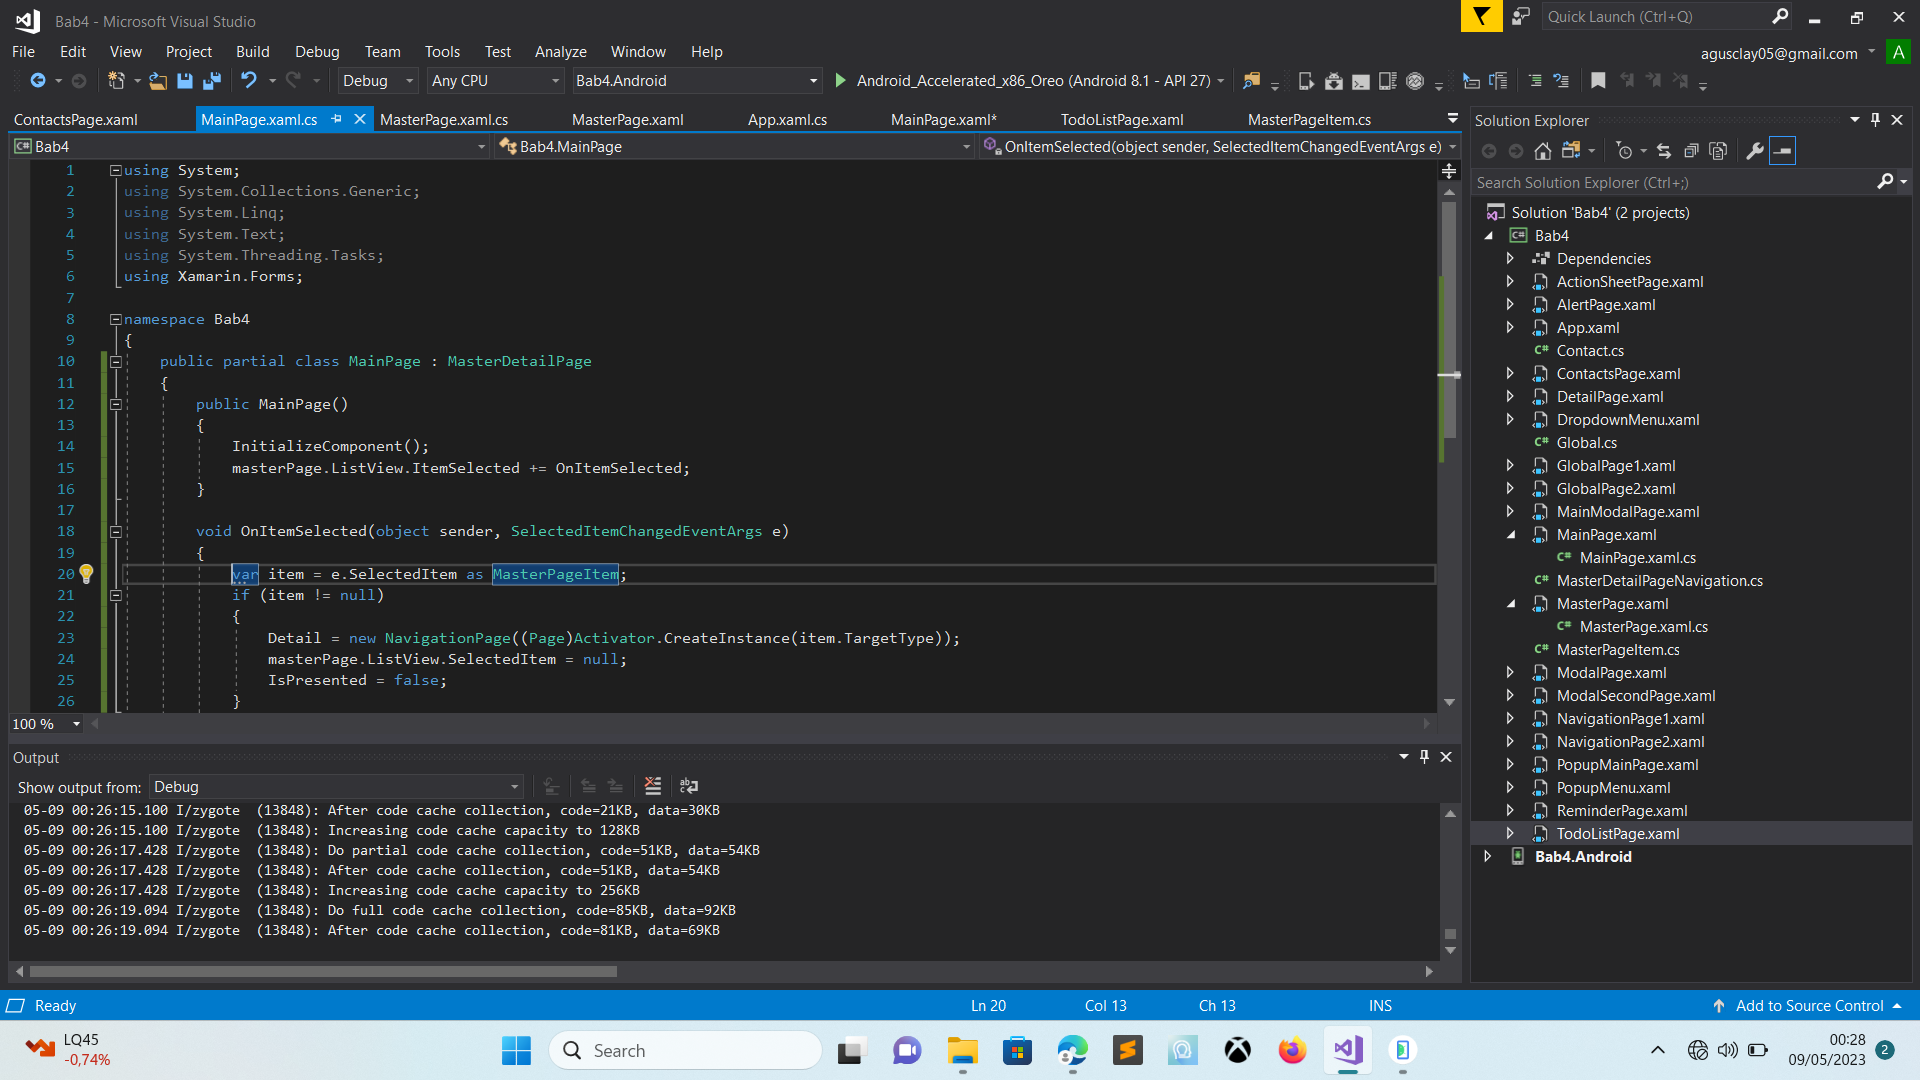 Bab4 - Microsoft Visual Studio
Quick Launch (Ctrl+Q)
File Edit View Project Build Debug Team Tools Test Analyze Window Help
agusclay05@gmail.com A
Debug Any CPU Bab4.Android Android_Accelerated_x86_Oreo (Android 8.1 - API 27)
ContactsPage.xaml MainPage.xaml.cs MasterPage.xaml.cs MasterPage.xaml App.xaml.cs MainPage.xaml* TodoListPage.xaml MasterPageItem.cs
Bab4 Bab4.MainPage OnItemSelected(object sender, SelectedItemChangedEventArgs e)
1 using System;
2 using System.Collections.Generic;
3 using System.Linq;
4 using System.Text;
5 using System.Threading.Tasks;
6 using Xamarin.Forms;
7
8 namespace Bab4
9 {
10 public partial class MainPage : MasterDetailPage
11 {
12 public MainPage()
13 {
14 InitializeComponent();
15 masterPage.ListView.ItemSelected += OnItemSelected;
16 }
17
18 void OnItemSelected(object sender, SelectedItemChangedEventArgs e)
19 {
20 var item = e.SelectedItem as MasterPageItem;
21 if (item != null)
22 {
23 Detail = new NavigationPage((Page)Activator.CreateInstance(item.TargetType));
24 masterPage.ListView.SelectedItem = null;
25 IsPresented = false;
26 }
100 %
Output
Show output from: Debug
05-09 00:26:15.100 I/zygote (13848): After code cache collection, code=21KB, data=30KB
05-09 00:26:15.100 I/zygote (13848): Increasing code cache capacity to 128KB
05-09 00:26:17.428 I/zygote (13848): Do partial code cache collection, code=51KB, data=54KB
05-09 00:26:17.428 I/zygote (13848): After code cache collection, code=51KB, data=54KB
05-09 00:26:17.428 I/zygote (13848): Increasing code cache capacity to 256KB
05-09 00:26:19.094 I/zygote (13848): Do full code cache collection, code=85KB, data=92KB
05-09 00:26:19.094 I/zygote (13848): After code cache collection, code=81KB, data=69KB
Solution Explorer
Search Solution Explorer (Ctrl+;)
Solution 'Bab4' (2 projects)
C# Bab4
Dependencies
ActionSheetPage.xaml
AlertPage.xaml
App.xaml
C# Contact.cs
ContactsPage.xaml
DetailPage.xaml
DropdownMenu.xaml
C# Global.cs
GlobalPage1.xaml
GlobalPage2.xaml
MainModalPage.xaml
MainPage.xaml
C# MainPage.xaml.cs
C# MasterDetailPageNavigation.cs
MasterPage.xaml
C# MasterPage.xaml.cs
C# MasterPageItem.cs
ModalPage.xaml
ModalSecondPage.xaml
NavigationPage1.xaml
NavigationPage2.xaml
PopupMainPage.xaml
PopupMenu.xaml
ReminderPage.xaml
TodoListPage.xaml
Bab4.Android
Ready Ln 20 Col 13 Ch 13 INS Add to Source Control
LQ45
-0,74%
Search
00:28
09/05/2023
2